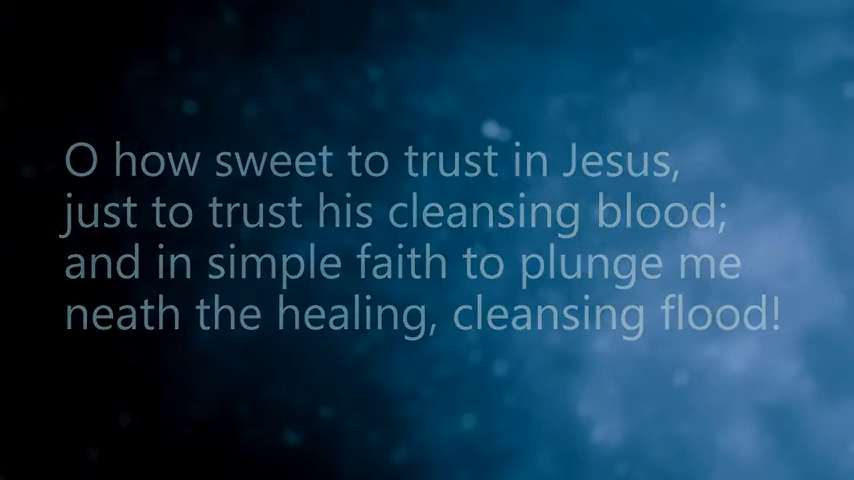 O how sweet to trust in Jesus,
just to trust his cleansing blood;
and in simple faith to plunge me
neath the healing, cleansing flood!